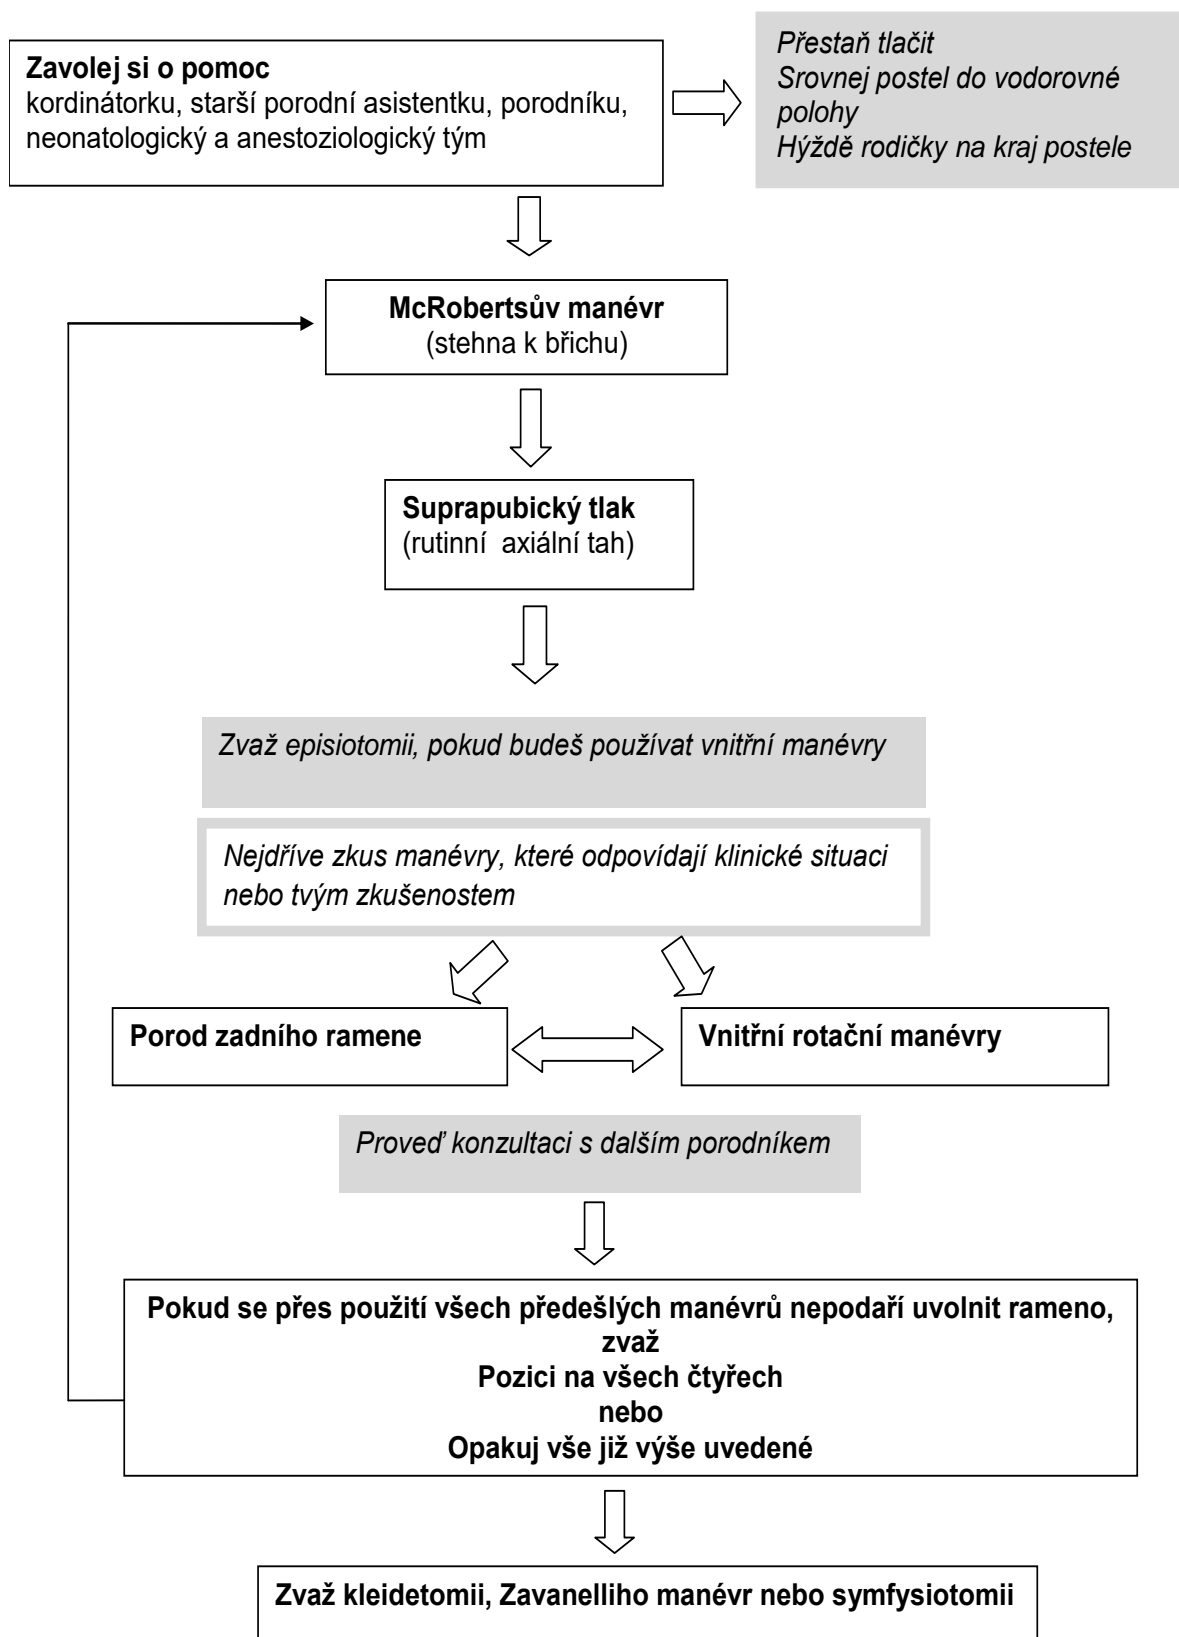 Zavolej si o pomoc
kordinátorku, starší porodní asistentku, porodníku,
neonatologický a anestoziologický tým
Přestaň tlačit
Srovnej postel do vodorovné
polohy
Hýždě rodičky na kraj postele
McRobertsův manévr
(stehna k břichu)
Suprapubický tlak
(rutinní axiální tah)
Zvaž episiotomii, pokud budeš používat vnitřní manévry
Nejdříve zkus manévry, které odpovídají klinické situaci
nebo tvým zkušenostem
Porod zadního ramene
Vnitřní rotační manévry
Proveď konzultaci s dalším porodníkem
Pokud se přes použití všech předešlých manévrů nepodaří uvolnit rameno,
zvaž
Pozici na všech čtyřech
nebo
Opakuj vše již výše uvedené
Zvaž kleidetomii, Zavanelliho manévr nebo symfysiotomii